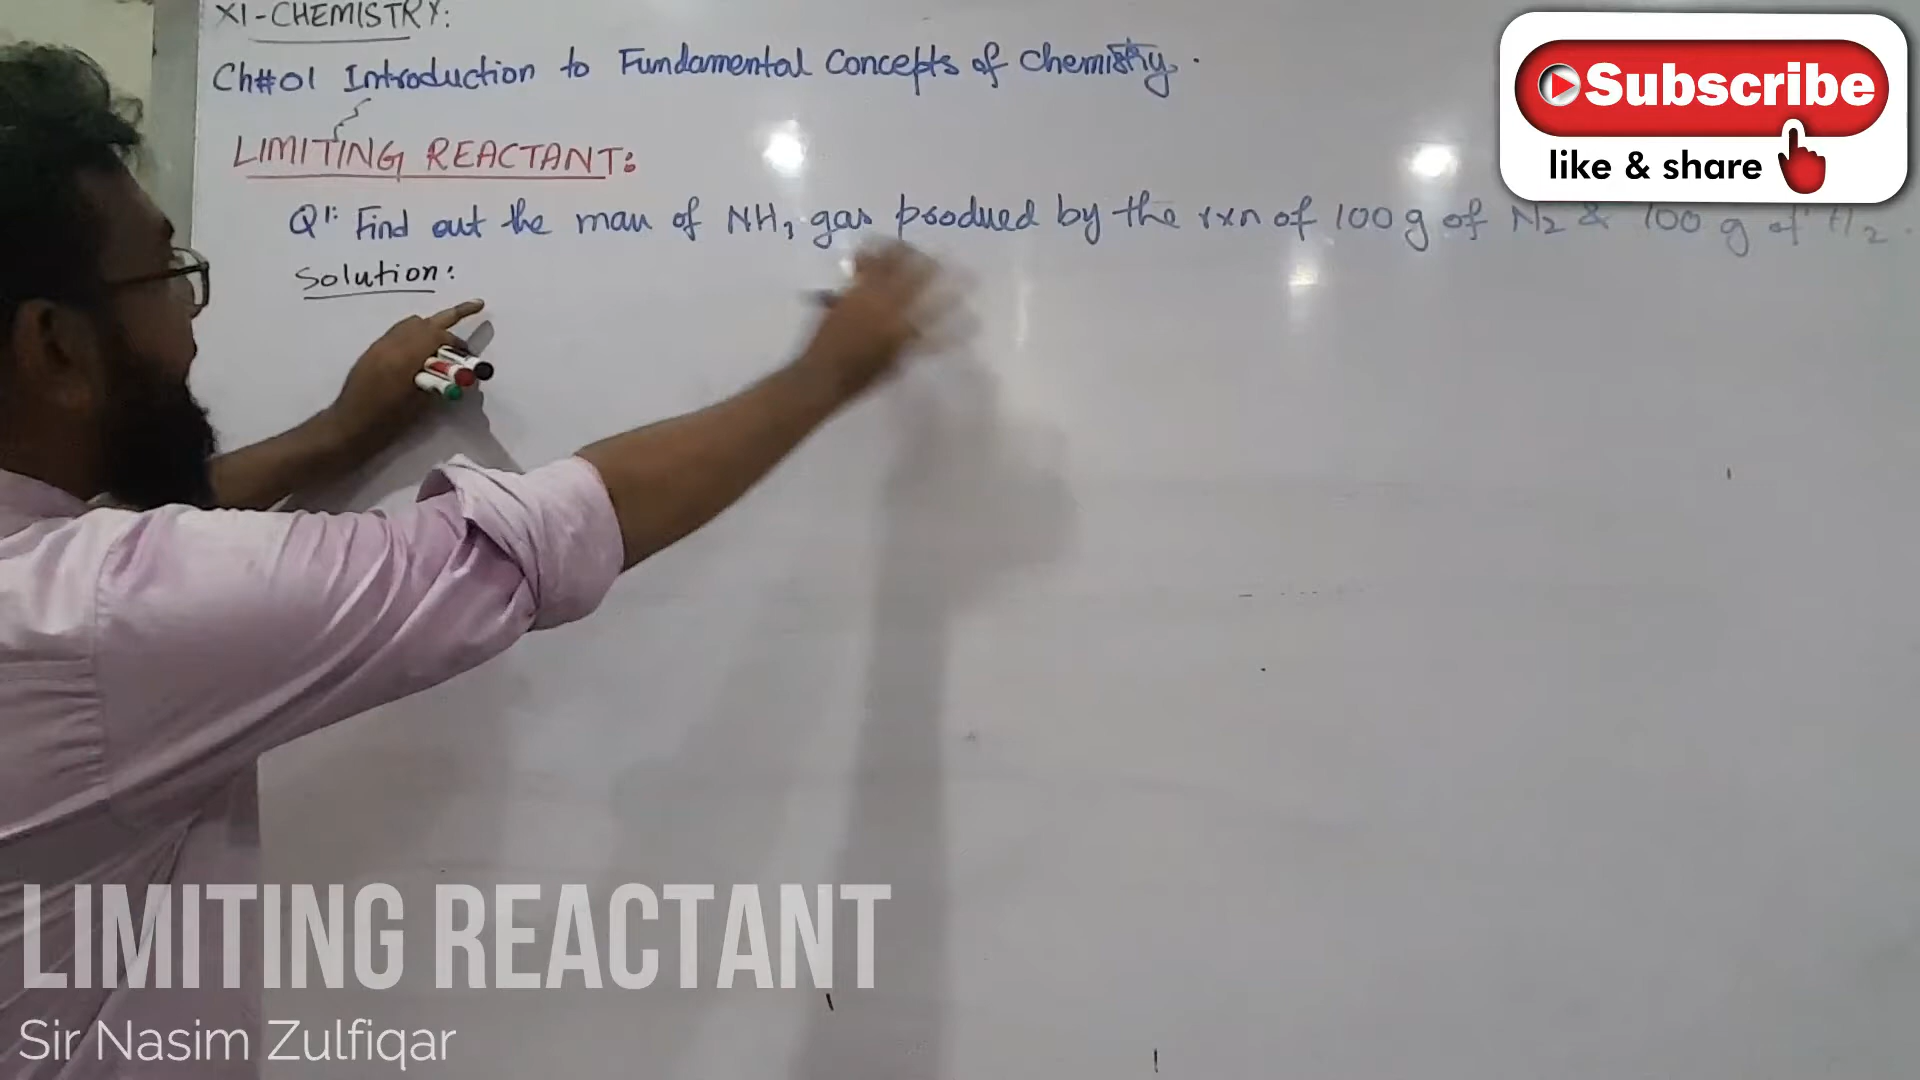 XI-CHEMISTRY:
Ch#01 Introduction to Fundamental Concepts of Chemistry.
LIMITING REACTANT:
Q1: Find out the mass of NH3 gas produced by the rxn of 100 g of N2 & 100 g of H2.
Solution:
Subscribe
like & share
LIMITING REACTANT
Sir Nasim Zulfiqar